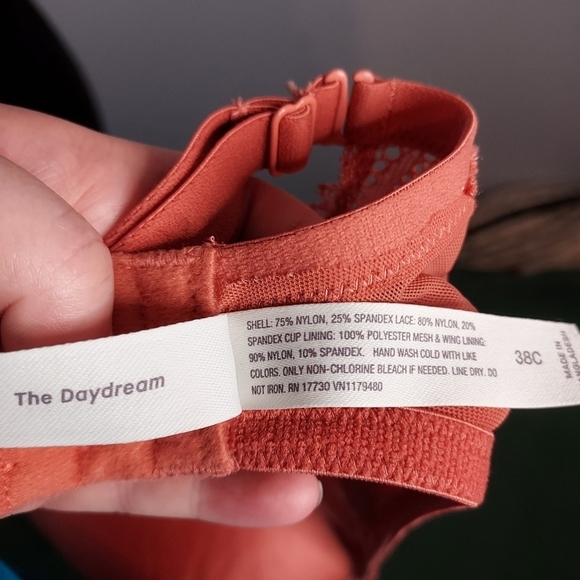 The Daydream
SHELL: 75% NYLON, 25% SPANDEX LACE: 80% NYLON, 20%
SPANDEX CUP LINING: 100% POLYESTER MESH & WING LINING:
90% NYLON, 10% SPANDEX. HAND WASH COLD WITH LIKE
COLORS. ONLY NON-CHLORINE BLEACH IF NEEDED. LINE DRY. DO
NOT IRON. RN 17730 VN1179480
38C
MADE IN